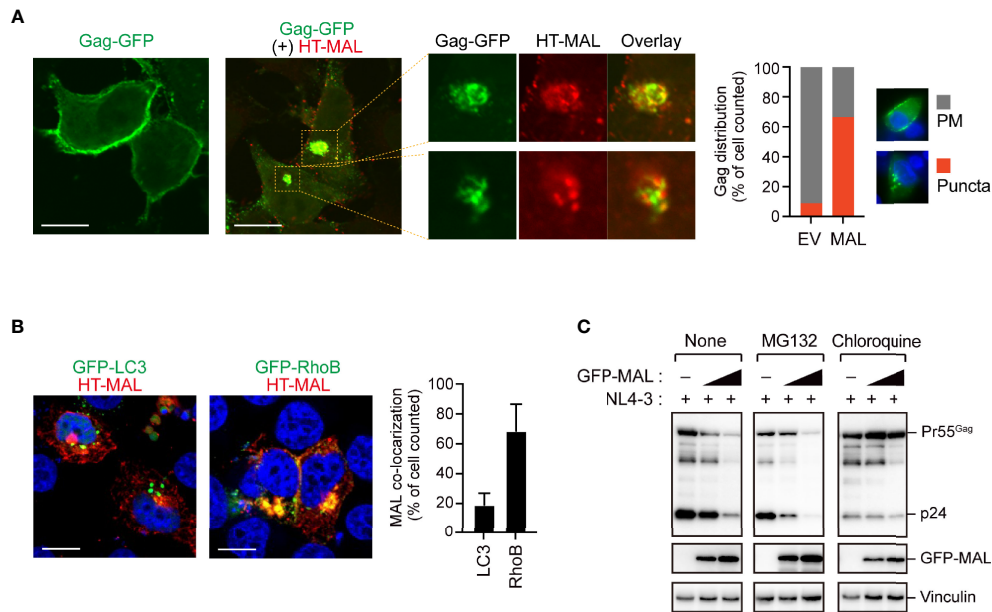 A
Gag-GFP
Gag-GFP
(+) HT-MAL
Gag-GFP HT-MAL Overlay
Gag distribution
(% of cell counted)
100
80
60
40
20
0
EV MAL
PM
Puncta
B
GFP-LC3
HT-MAL
GFP-RhoB
HT-MAL
MAL co-locarization
(% of cell counted)
100
80
60
40
20
0
LC3
RhoB
C
None MG132 Chloroquine
GFP-MAL : – – –
NL4-3 : + + + + + + + + +
Pr55Gag
p24
GFP-MAL
Vinculin